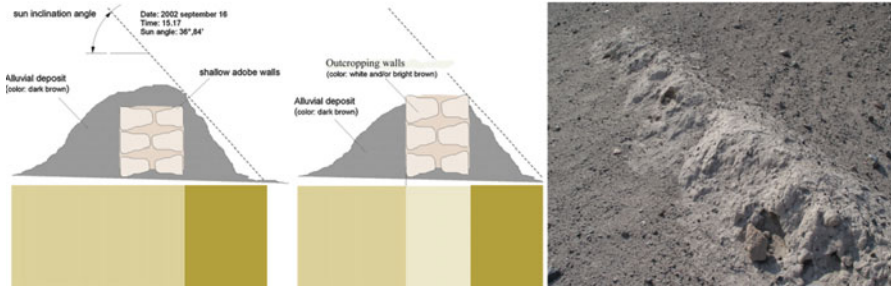 sun inclination angle
Date: 2002 september 16
Time: 15.17
Sun angle: 36°,84'
Alluvial deposit
(color: dark brown)
shallow adobe walls
Outcropping walls
(color: white and/or bright brown)
Alluvial deposit
(color: dark brown)